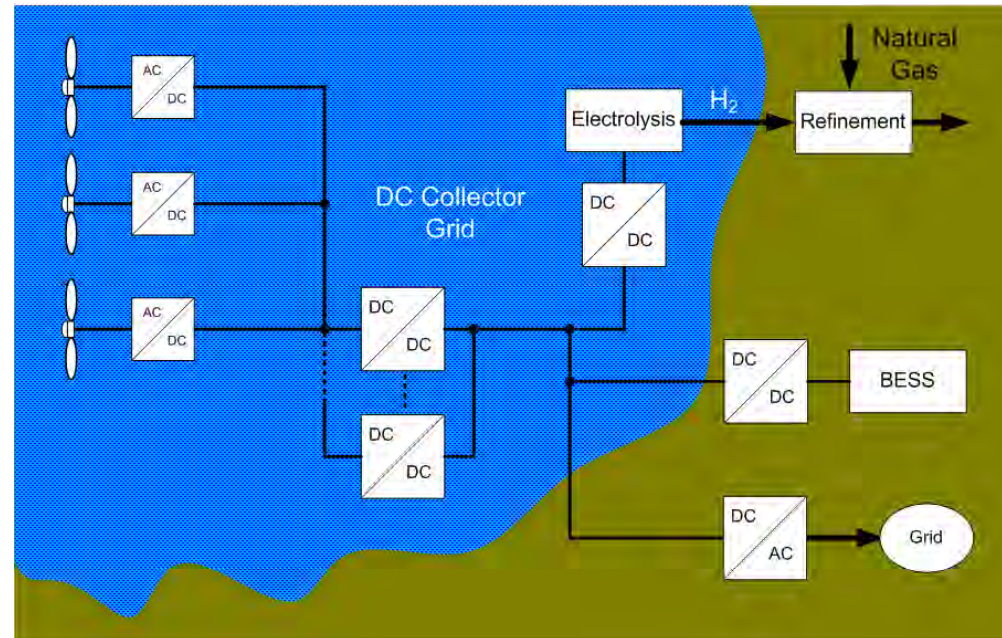 Natural
Gas
AC
DC
Electrolysis
H2
Refinement
AC
DC
DC Collector
Grid
DC
DC
AC
DC
DC
DC
DC
DC
BESS
DC
DC
DC
AC
Grid